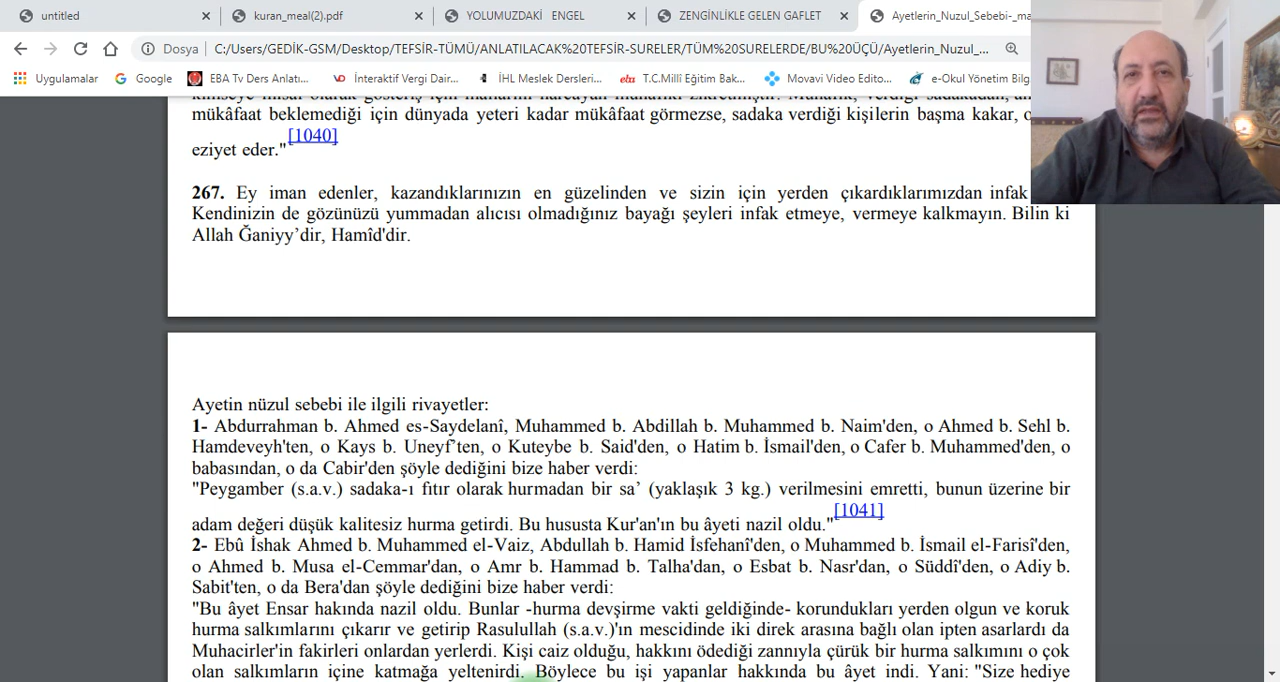 untitled
kuran_meal(2).pdf
YOLUMUZDAKİ ENGEL
ZENGİNLİKLE GELEN GAFLET
Ayetlerin_Nuzul_Sebebi-_ma
Dosya | C:/Users/GEDİK-GSM/Desktop/TEFSİR-TÜMÜ/ANLATILACAK%20TEFSİR-SURELER/TÜM%20SURELERDE/BU%20ÜÇÜ/Ayetlerin_Nuzul_...
Uygulamalar Google EBA Tv Ders Anlatı... İnteraktif Vergi Dair... İHL Meslek Dersleri... eba T.C.Millî Eğitim Bak... Movavi Video Edito... e-Okul Yönetim Bilg
mükâfaat beklemediği için dünyada yeteri kadar mükâfaat görmezse, sadaka verdiği kişilerin başma kakar, o
eziyet eder."[1040]
267. Ey iman edenler, kazandıklarınızın en güzelinden ve sizin için yerden çıkardıklarımızdan infak
Kendinizin de gözünüzü yummadan alıcısı olmadığınız bayağı şeyleri infak etmeye, vermeye kalkmayın. Bilin ki
Allah Ğaniyy’dir, Hamîd'dir.
Ayetin nüzul sebebi ile ilgili rivayetler:
1- Abdurrahman b. Ahmed es-Saydelanî, Muhammed b. Abdillah b. Muhammed b. Naim'den, o Ahmed b. Sehl b.
Hamdeveyh'ten, o Kays b. Uneyf’ten, o Kuteybe b. Said'den, o Hatim b. İsmail'den, o Cafer b. Muhammed'den, o
babasından, o da Cabir'den şöyle dediğini bize haber verdi:
"Peygamber (s.a.v.) sadaka-ı fıtır olarak hurmadan bir sa’ (yaklaşık 3 kg.) verilmesini emretti, bunun üzerine bir
adam değeri düşük kalitesiz hurma getirdi. Bu hususta Kur'an'ın bu âyeti nazil oldu."[1041]
2- Ebû İshak Ahmed b. Muhammed el-Vaiz, Abdullah b. Hamid İsfehanî'den, o Muhammed b. İsmail el-Farisî'den,
o Ahmed b. Musa el-Cemmar'dan, o Amr b. Hammad b. Talha'dan, o Esbat b. Nasr'dan, o Süddî'den, o Adiy b.
Sabit'ten, o da Bera'dan şöyle dediğini bize haber verdi:
"Bu âyet Ensar hakında nazil oldu. Bunlar -hurma devşirme vakti geldiğinde- korundukları yerden olgun ve koruk
hurma salkımlarını çıkarır ve getirip Rasulullah (s.a.v.)'ın mescidinde iki direk arasına bağlı olan ipten asarlardı da
Muhacirler'in fakirleri onlardan yerlerdi. Kişi caiz olduğu, hakkını ödediği zannıyla çürük bir hurma salkımını o çok
olan salkımların içine katmağa yeltenirdi. Böylece bu işi yapanlar hakkında bu âyet indi. Yani: "Size hediye